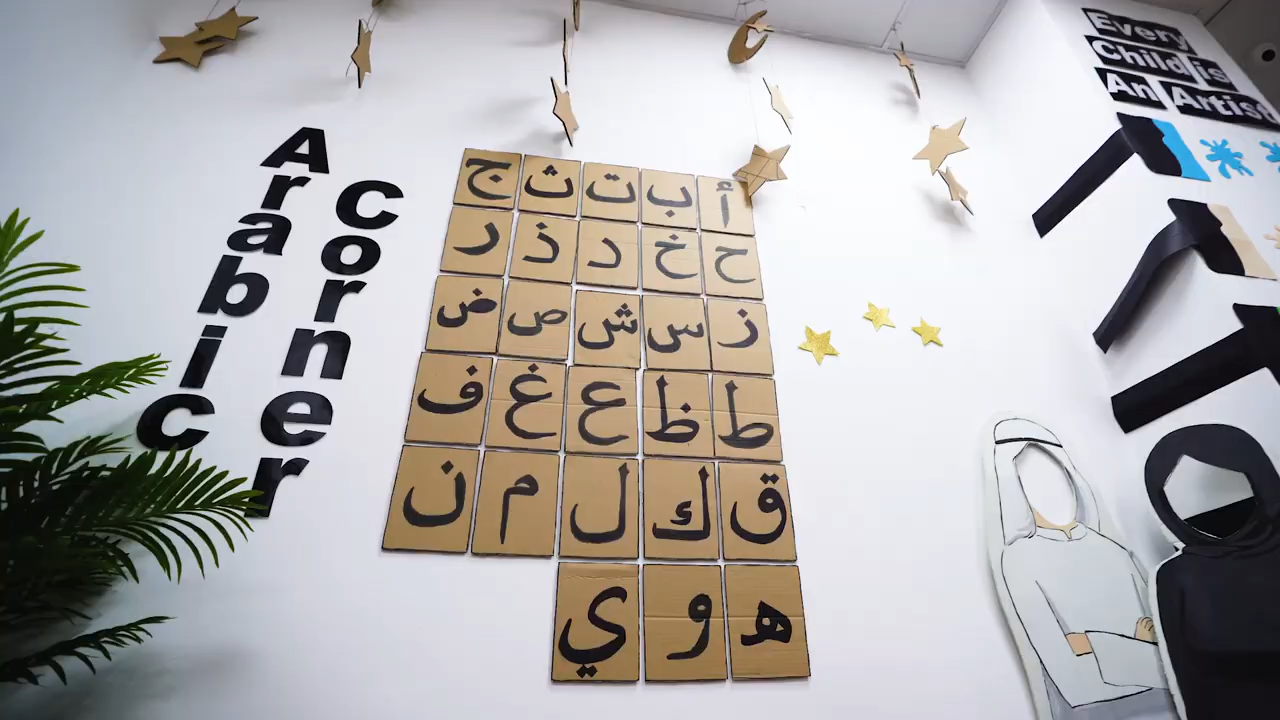 Arabic
Corner
أ ب ت ث ج
ح خ د ذ ر
ز س ش ص ض
ط ظ ع غ ف
ق ك ل م ن
ه و ي
Every
Child is
An Artist